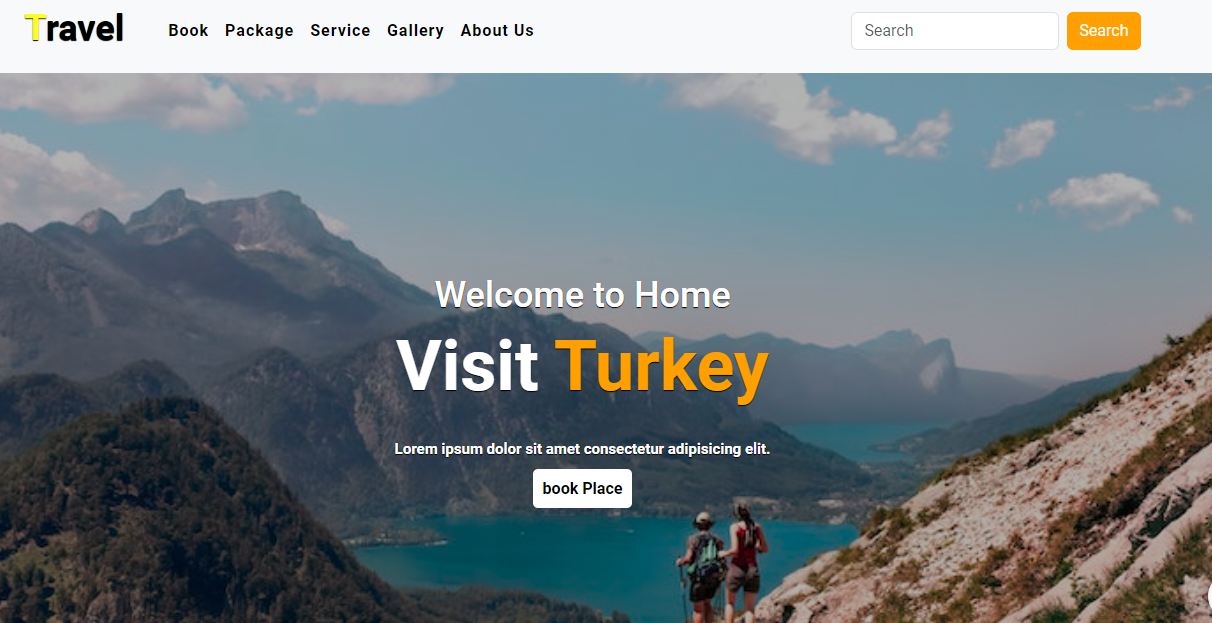 Travel Book Package Service Gallery About Us Search Search
Welcome to Home
Visit Turkey
Lorem ipsum dolor sit amet consectetur adipisicing elit.
book Place